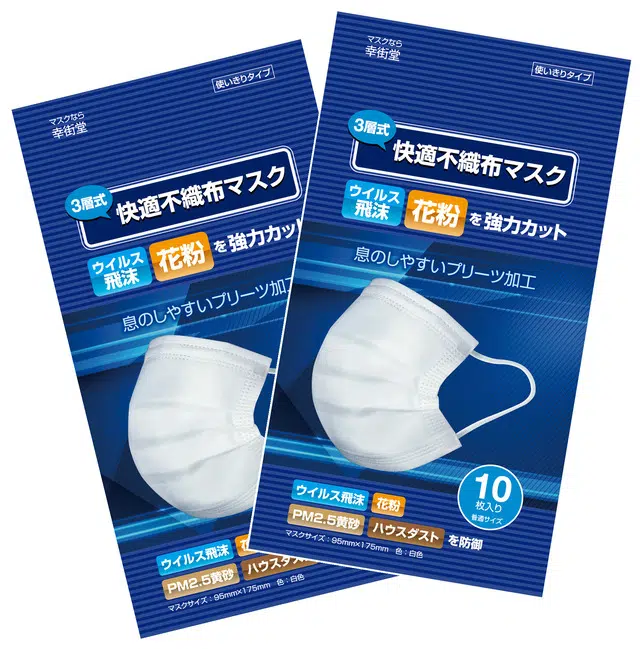 マスクなら
幸街堂
使いきりタイプ
3層式
快適不織布マスク
ウイルス
飛沫
花粉
を強力カット
息のしやすいプリーツ加工
ウイルス飛沫
PM2.5黄砂
ハウスダス
マスクサイズ：95mm×175mm 色：白色
マスクなら
幸街堂
使いきりタイプ
3層式
快適不織布マスク
ウイルス
飛沫
花粉
を強力カット
息のしやすいプリーツ加工
10
枚入り
普通サイズ
ウイルス飛沫 花粉
PM2.5黄砂 ハウスダスト を防御
マスクサイズ：95mm×175mm 色：白色